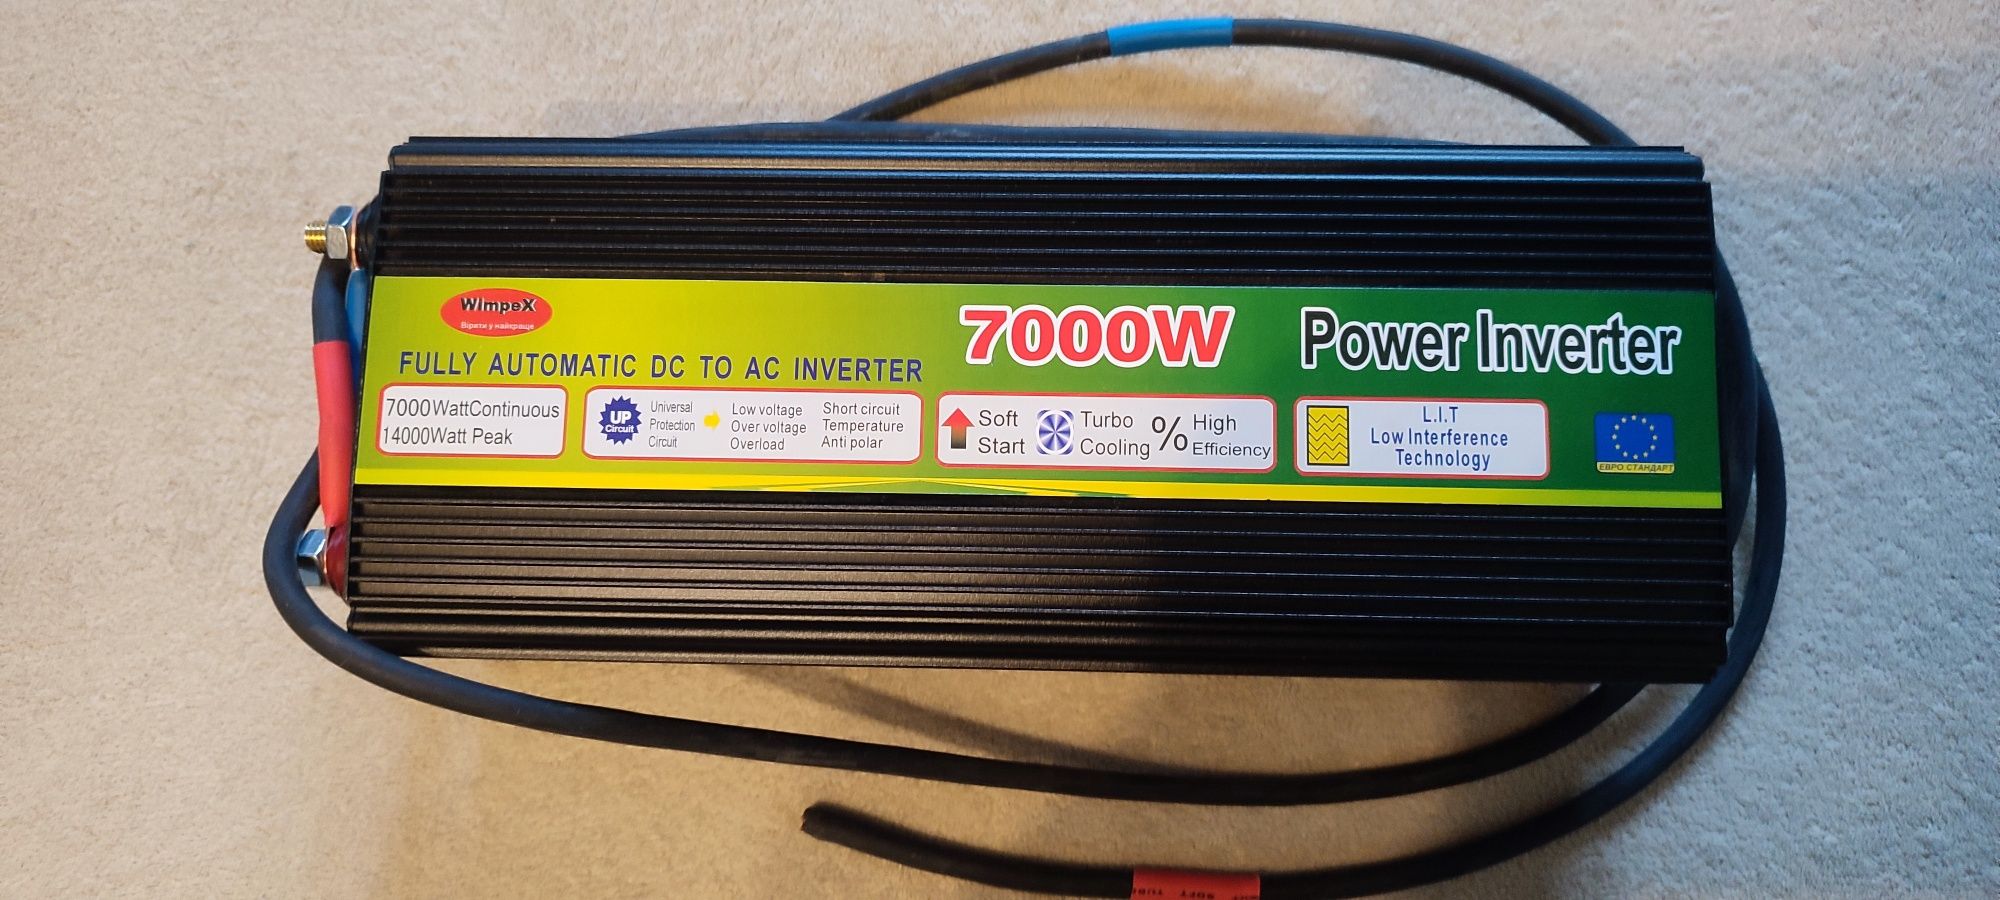 WimpeX
Вірити у найкраще
FULLY AUTOMATIC DC TO AC INVERTER
7000W
Power Inverter
7000WattContinuous
14000Watt Peak
UP
Circuit
Universal
Protection
Circuit
Low voltage
Over voltage
Overload
Short circuit
Temperature
Anti polar
Soft
Start
Turbo
Cooling
%
High
Efficiency
L.I.T
Low Interference
Technology
ЕВРО СТАНДАРТ
SOFT